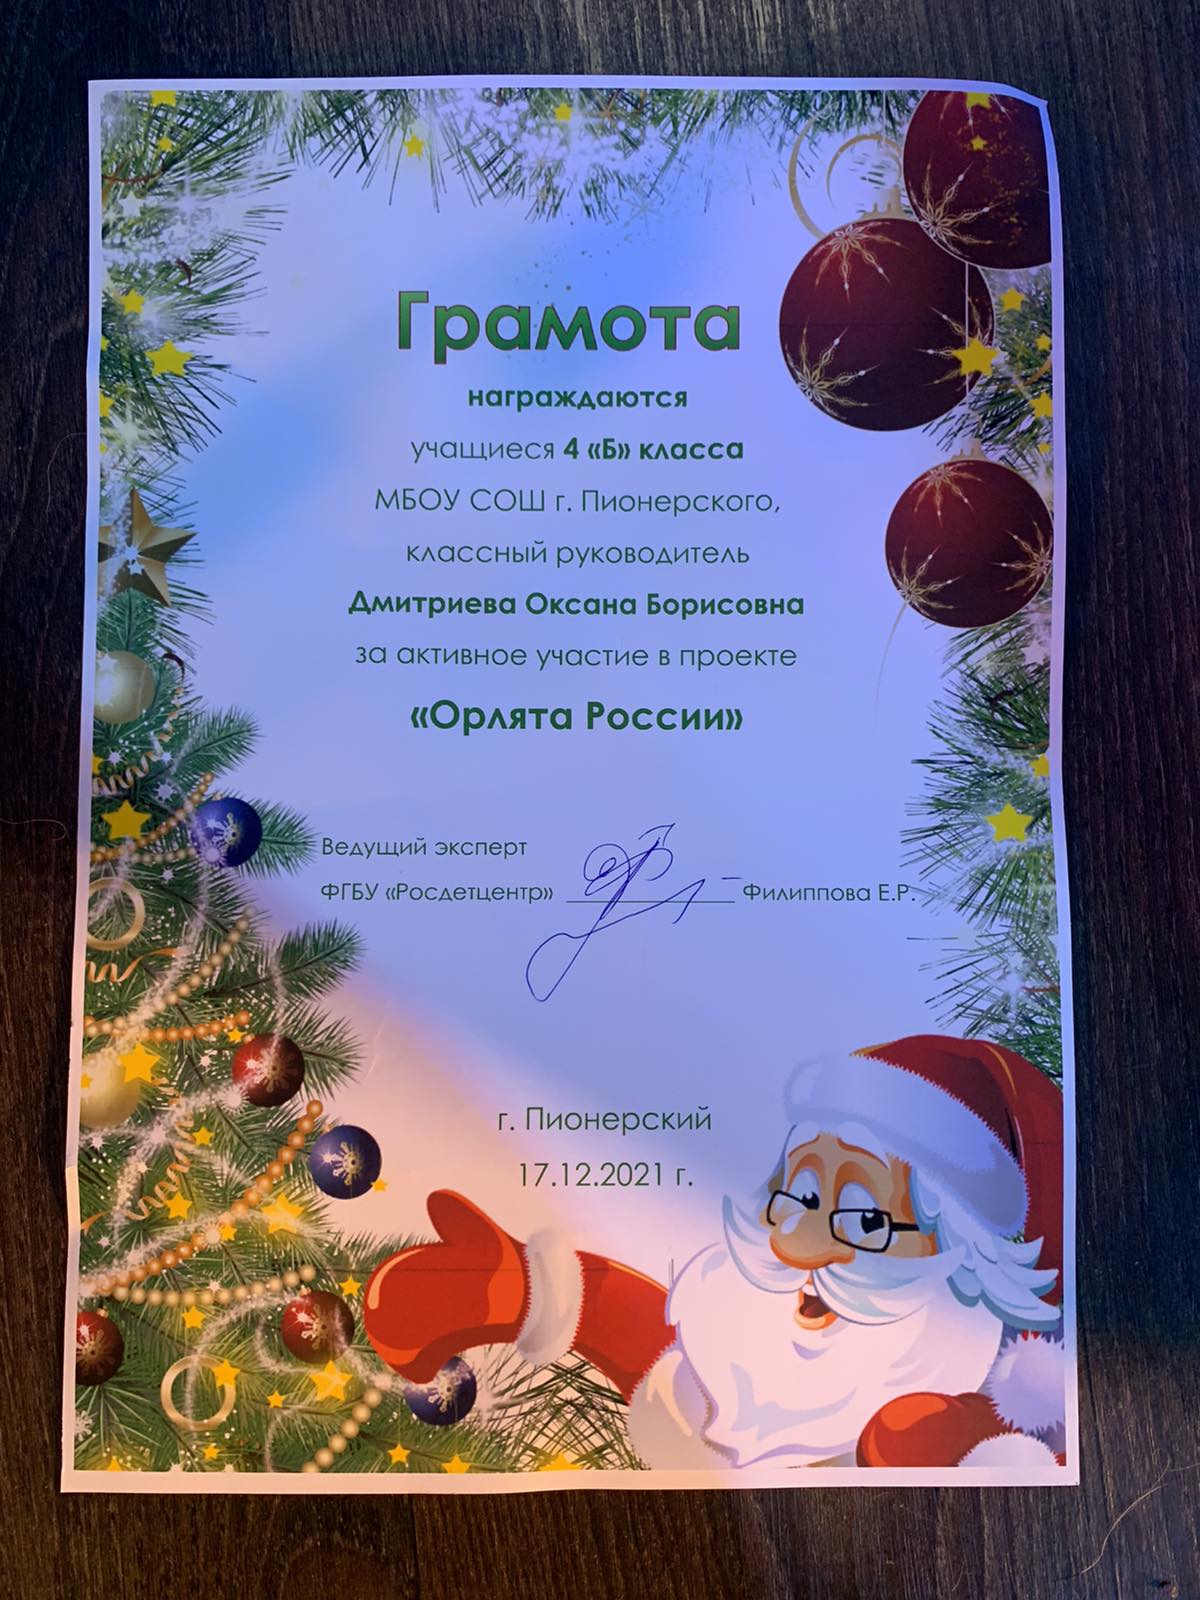 Грамота
награждаются
учащиеся 4 «Б» класса
МБОУ СОШ г. Пионерского,
классный руководитель
Дмитриева Оксана Борисовна
за активное участие в проекте
«Орлята России»
Ведущий эксперт
ФГБУ «Росдетцентр» Филиппова Е.Р.
г. Пионерский
17.12.2021 г.